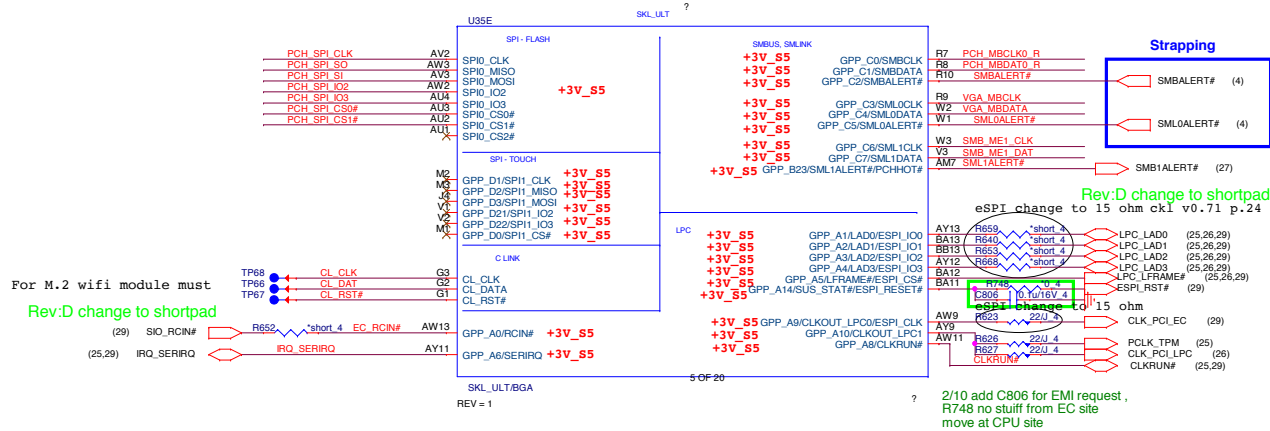 ?
SKL_ULT
U35E
SPI - FLASH
PCH_SPI_CLK AV2 SPI0_CLK
PCH_SPI_SO AW3 SPI0_MISO
PCH_SPI_SI AV3 SPI0_MOSI
PCH_SPI_IO2 AW2 SPI0_IO2
PCH_SPI_IO3 AU4 SPI0_IO3
PCH_SPI_CS0# AU3 SPI0_CS0#
PCH_SPI_CS1# AU2 SPI0_CS1#
AU1 SPI0_CS2#
+3V_S5
SPI - TOUCH
M2 GPP_D1/SPI1_CLK +3V_S5
M3 GPP_D2/SPI1_MISO +3V_S5
J4 GPP_D3/SPI1_MOSI +3V_S5
V1 GPP_D21/SPI1_IO2 +3V_S5
V2 GPP_D22/SPI1_IO3 +3V_S5
M1 GPP_D0/SPI1_CS# +3V_S5
C LINK
TP68 CL_CLK G3 CL_CLK
TP66 CL_DAT G2 CL_DATA
TP67 CL_RST# G1 CL_RST#
For M.2 wifi module must
Rev:D change to shortpad
(29) SIO_RCIN# R652 *short_4 EC_RCIN# AW13 GPP_A0/RCIN# +3V_S5
(25,29) IRQ_SERIRQ IRQ_SERIRQ AY11 GPP_A6/SERIRQ +3V_S5
SMBUS, SMLINK
+3V_S5 GPP_C0/SMBCLK R7 PCH_MBCLK0_R
+3V_S5 GPP_C1/SMBDATA R8 PCH_MBDAT0_R
+3V_S5 GPP_C2/SMBALERT# R10 SMBALERT# SMBALERT# (4)
+3V_S5 GPP_C3/SML0CLK R9 VGA_MBCLK
+3V_S5 GPP_C4/SML0DATA W2 VGA_MBDATA
+3V_S5 GPP_C5/SML0ALERT# W1 SML0ALERT# SML0ALERT# (4)
+3V_S5 GPP_C6/SML1CLK W3 SMB_ME1_CLK
+3V_S5 GPP_C7/SML1DATA V3 SMB_ME1_DAT
+3V_S5 GPP_B23/SML1ALERT#/PCHHOT# AM7 SML1ALERT# SMB1ALERT# (27)
Strapping
Rev:D change to shortpad
eSPI change to 15 ohm ckl v0.71 p.24
LPC
+3V_S5 GPP_A1/LAD0/ESPI_IO0 AY13 R659 *short_4 LPC_LAD0 (25,26,29)
+3V_S5 GPP_A2/LAD1/ESPI_IO1 BA13 R640 *short_4 LPC_LAD1 (25,26,29)
+3V_S5 GPP_A3/LAD2/ESPI_IO2 BB13 R653 *short_4 LPC_LAD2 (25,26,29)
+3V_S5 GPP_A4/LAD3/ESPI_IO3 AY12 R668 *short_4 LPC_LAD3 (25,26,29)
+3V_S5 GPP_A5/LFRAME#/ESPI_CS# BA12 LPC_LFRAME# (25,26,29)
+3V_S5 GPP_A14/SUS_STAT#/ESPI_RESET# BA11 R748 *0_4 ESPI_RST# (29)
C806 0.1u/16V_4
eSPI change to 15 ohm
+3V_S5 GPP_A9/CLKOUT_LPC0/ESPI_CLK AW9 R623 22/J_4 CLK_PCI_EC (29)
+3V_S5 GPP_A10/CLKOUT_LPC1 AY9 R626 22/J_4 PCLK_TPM (25)
+3V_S5 GPP_A8/CLKRUN# AW11 R627 22/J_4 CLK_PCI_LPC (26)
CLKRUN# CLKRUN# (25,29)
5 OF 20
SKL_ULT/BGA
REV = 1
?
2/10 add C806 for EMI request ,
R748 no stuff from EC site
move at CPU site